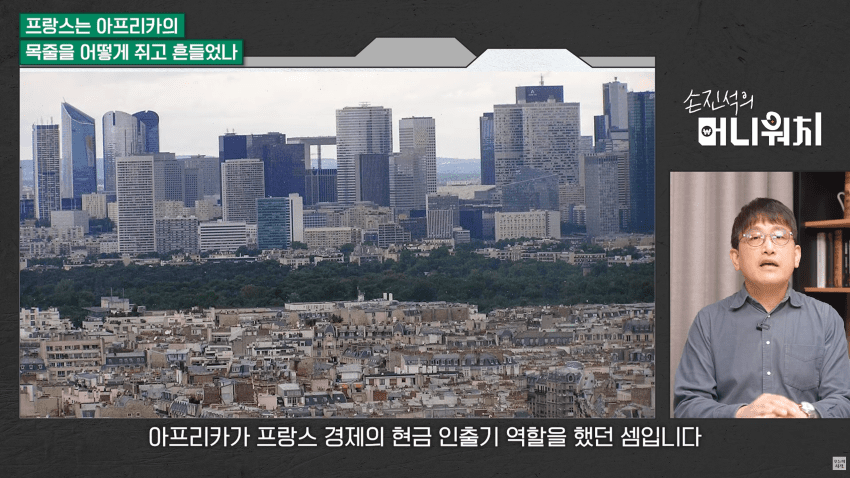 프랑스는 아프리카의
목줄을 어떻게 쥐고 흔들었나
손진석의
머니워치
아프리카가 프랑스 경제의 현금 인출기 역할을 했던 셈입니다